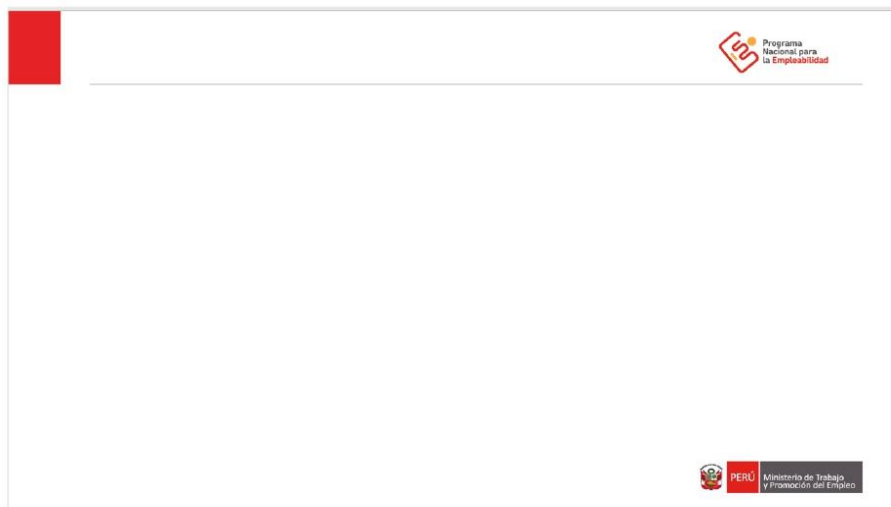 Programa
Nacional para
la Empleabilidad
PERÚ
Ministerio de Trabajo
y Promoción del Empleo